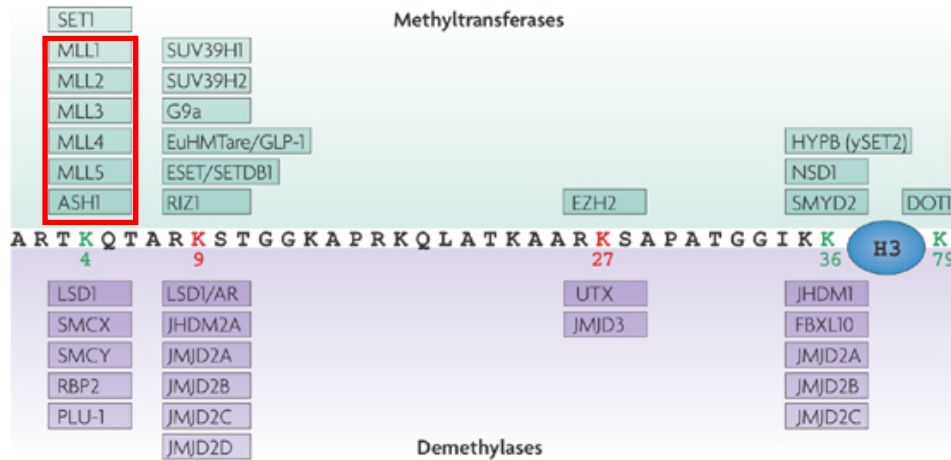 Methyltransferases
SET1
MLL1 SUV39H1
MLL2 SUV39H2
MLL3 G9a
MLL4 EuHMTare/GLP-1 HYPB (ySET2)
MLL5 ESET/SETDB1 NSD1
ASH1 RIZ1 EZH2 SMYD2 DOT1
A R T K Q T A R K S T G G K A P R K Q L A T K A A R K S A P A T G G I K K H3 K
4 9 27 36 79
LSD1 LSD1/AR UTX JHDM1
SMCX JHDM2A JMJD3 FBXL10
SMCY JMJD2A JMJD2A
RBP2 JMJD2B JMJD2B
PLU-1 JMJD2C JMJD2C
JMJD2D
Demethylases